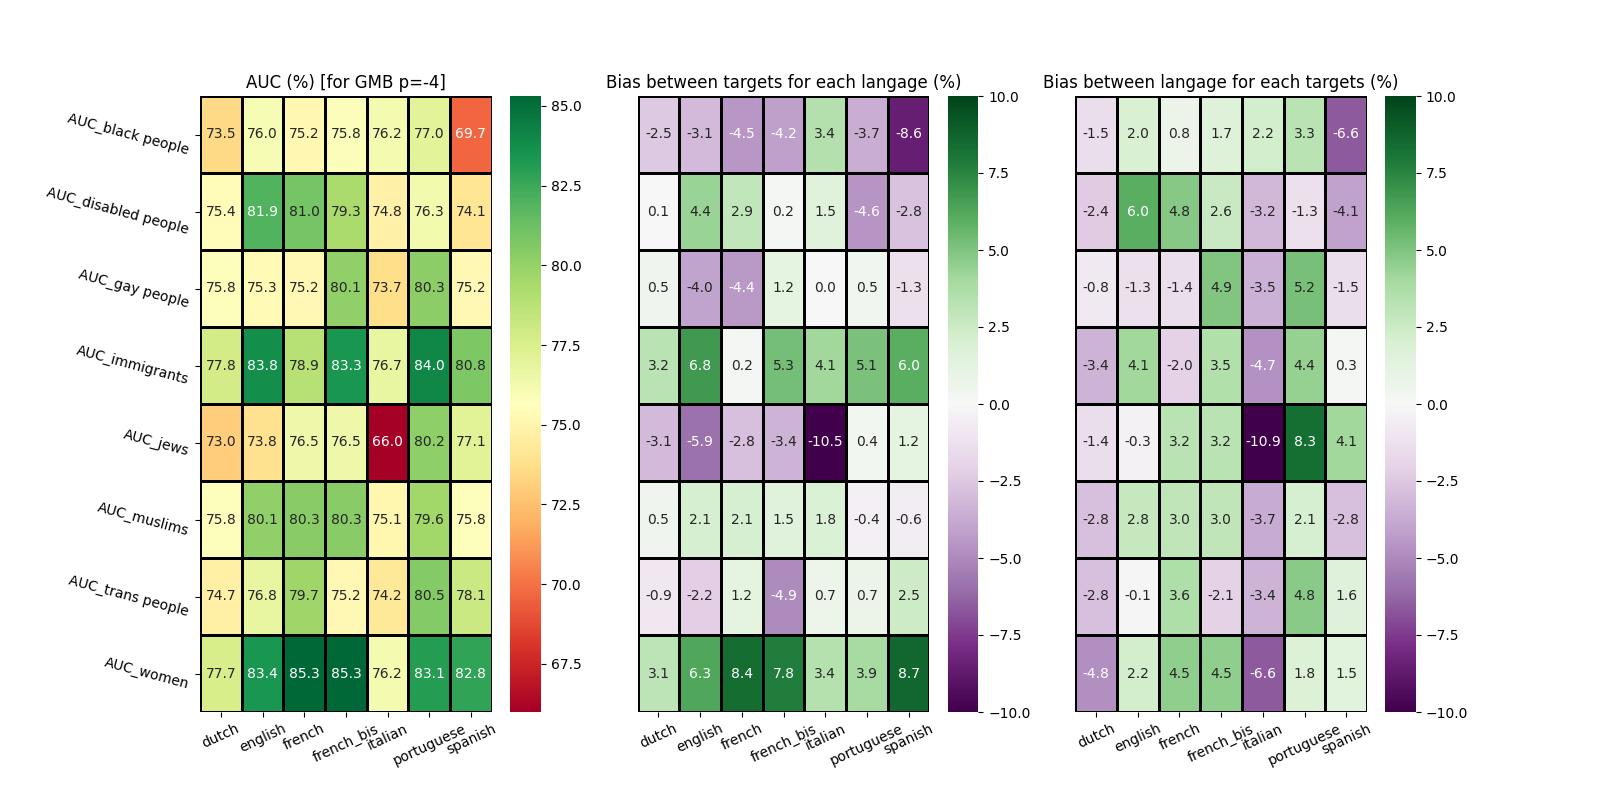 AUC (%) [for GMB p=-4]
Bias between targets for each langage (%)
Bias between langage for each targets (%)
AUC_black people 73.5 76.0 75.2 75.8 76.2 77.0 69.7
AUC_disabled people 75.4 81.9 81.0 79.3 74.8 76.3 74.1
AUC_gay people 75.8 75.3 75.2 80.1 73.7 80.3 75.2
AUC_immigrants 77.8 83.8 78.9 83.3 76.7 84.0 80.8
AUC_jews 73.0 73.8 76.5 76.5 66.0 80.2 77.1
AUC_muslims 75.8 80.1 80.3 80.3 75.1 79.6 75.8
AUC_trans people 74.7 76.8 79.7 75.2 74.2 80.5 78.1
AUC_women 77.7 83.4 85.3 85.3 76.2 83.1 82.8
dutch english french french_bis italian portuguese spanish
85.0
82.5
80.0
77.5
75.0
72.5
70.0
67.5
-2.5 -3.1 -4.5 -4.2 3.4 -3.7 -8.6
0.1 4.4 2.9 0.2 1.5 -4.6 -2.8
0.5 -4.0 -4.4 1.2 0.0 0.5 -1.3
3.2 6.8 0.2 5.3 4.1 5.1 6.0
-3.1 -5.9 -2.8 -3.4 -10.5 0.4 1.2
0.5 2.1 2.1 1.5 1.8 -0.4 -0.6
-0.9 -2.2 1.2 -4.9 0.7 0.7 2.5
3.1 6.3 8.4 7.8 3.4 3.9 8.7
dutch english french french_bis italian portuguese spanish
10.0
7.5
5.0
2.5
0.0
−2.5
−5.0
−7.5
−10.0
-1.5 2.0 0.8 1.7 2.2 3.3 -6.6
-2.4 6.0 4.8 2.6 -3.2 -1.3 -4.1
-0.8 -1.3 -1.4 4.9 -3.5 5.2 -1.5
-3.4 4.1 -2.0 3.5 -4.7 4.4 0.3
-1.4 -0.3 3.2 3.2 -10.9 8.3 4.1
-2.8 2.8 3.0 3.0 -3.7 2.1 -2.8
-2.8 -0.1 3.6 -2.1 -3.4 4.8 1.6
-4.8 2.2 4.5 4.5 -6.6 1.8 1.5
dutch english french french_bis italian portuguese spanish
10.0
7.5
5.0
2.5
0.0
−2.5
−5.0
−7.5
−10.0